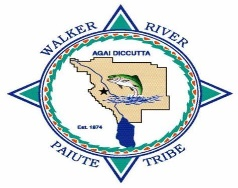 WALKER RIVER
AGAI DICCUTTA
Est. 1874
PAIUTE TRIBE